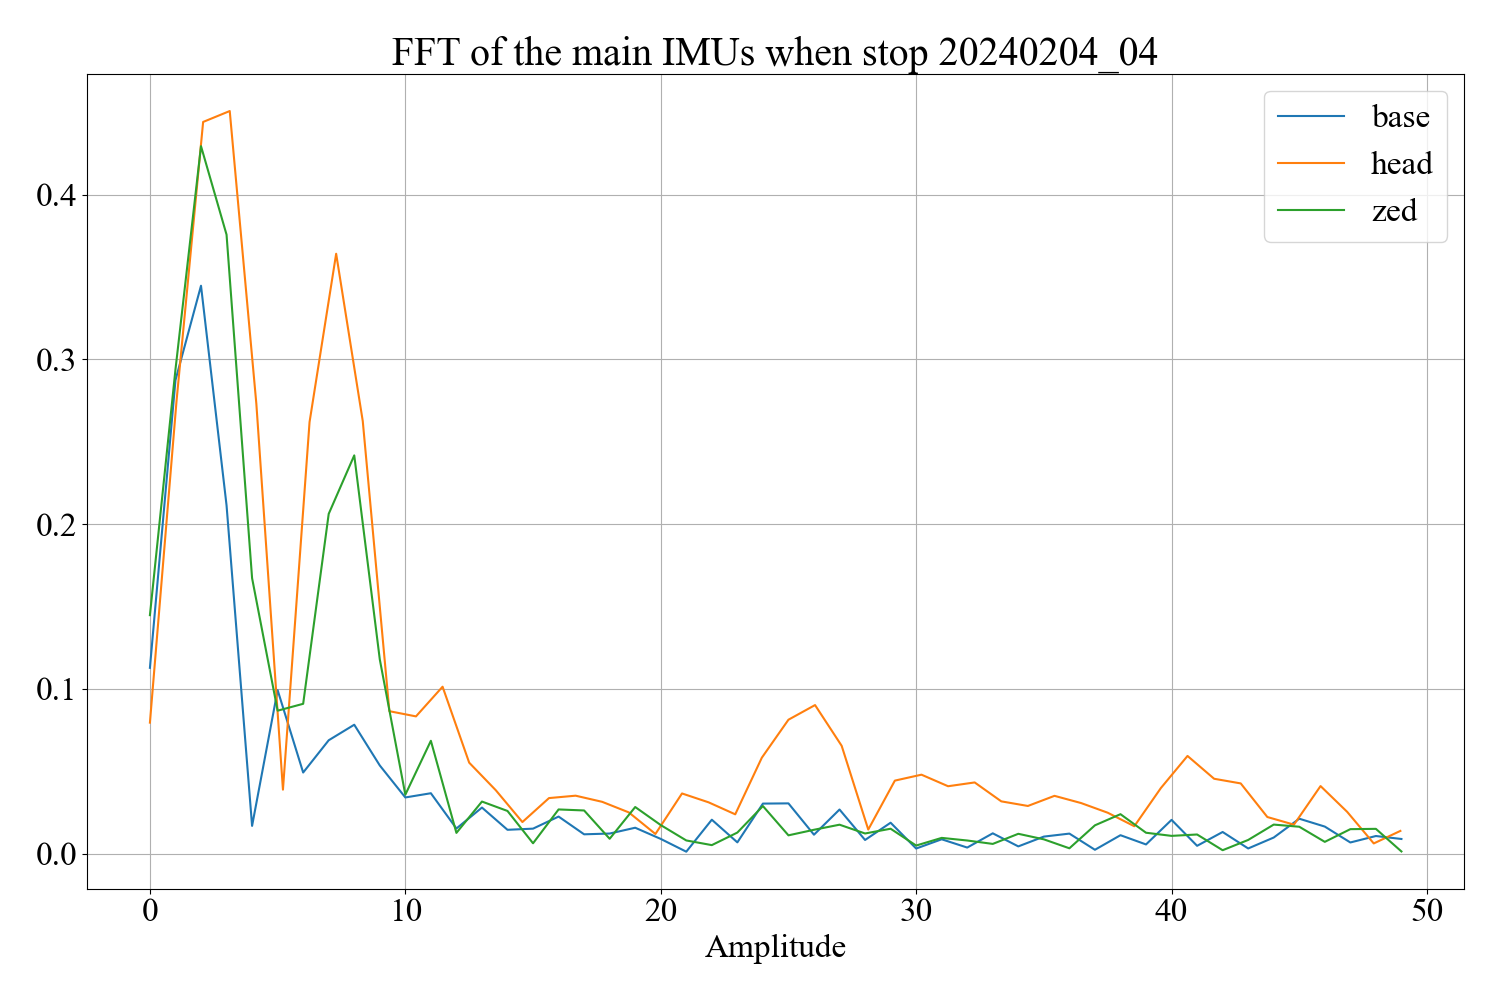 FFT of the main IMUs when stop 20240204_04
base
head
zed
0.4
0.3
0.2
0.1
0.0
0 10 20 30 40 50
Amplitude